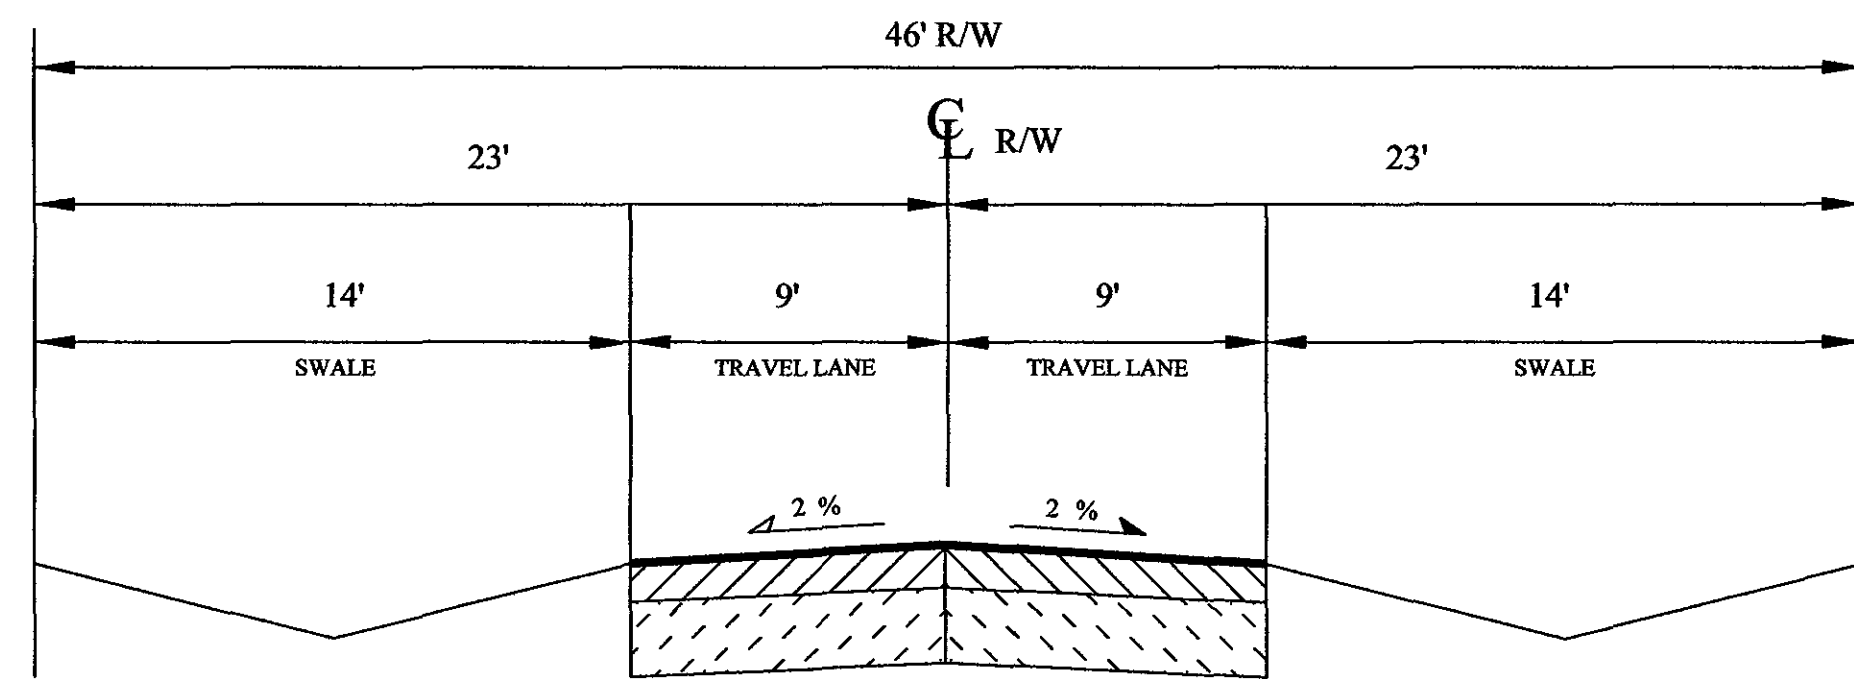 46' R/W
℄ R/W
23' 23'
14' 9' 9' 14'
SWALE TRAVEL LANE TRAVEL LANE SWALE
2 % 2 %